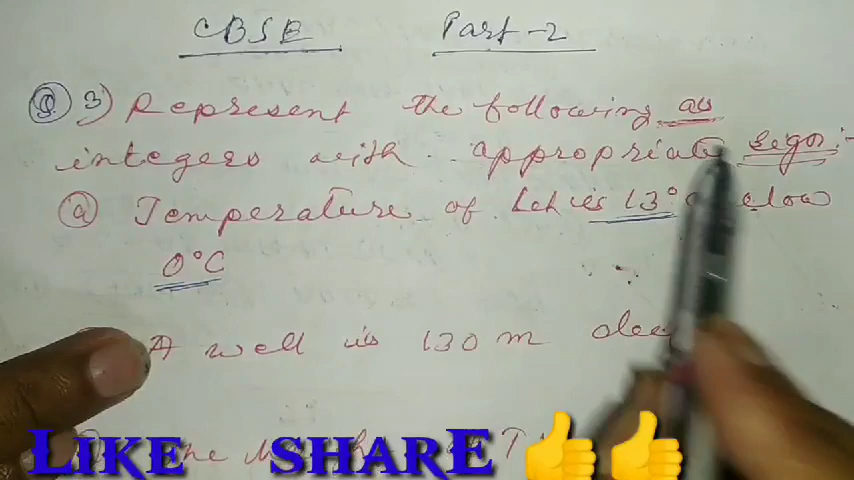 CBSE Part-2
Q 3) Represent the following as
integers with appropriate sign:-
a Temperature of Leh is 13°
0°C
A well is 130 m
LIKE SHARE